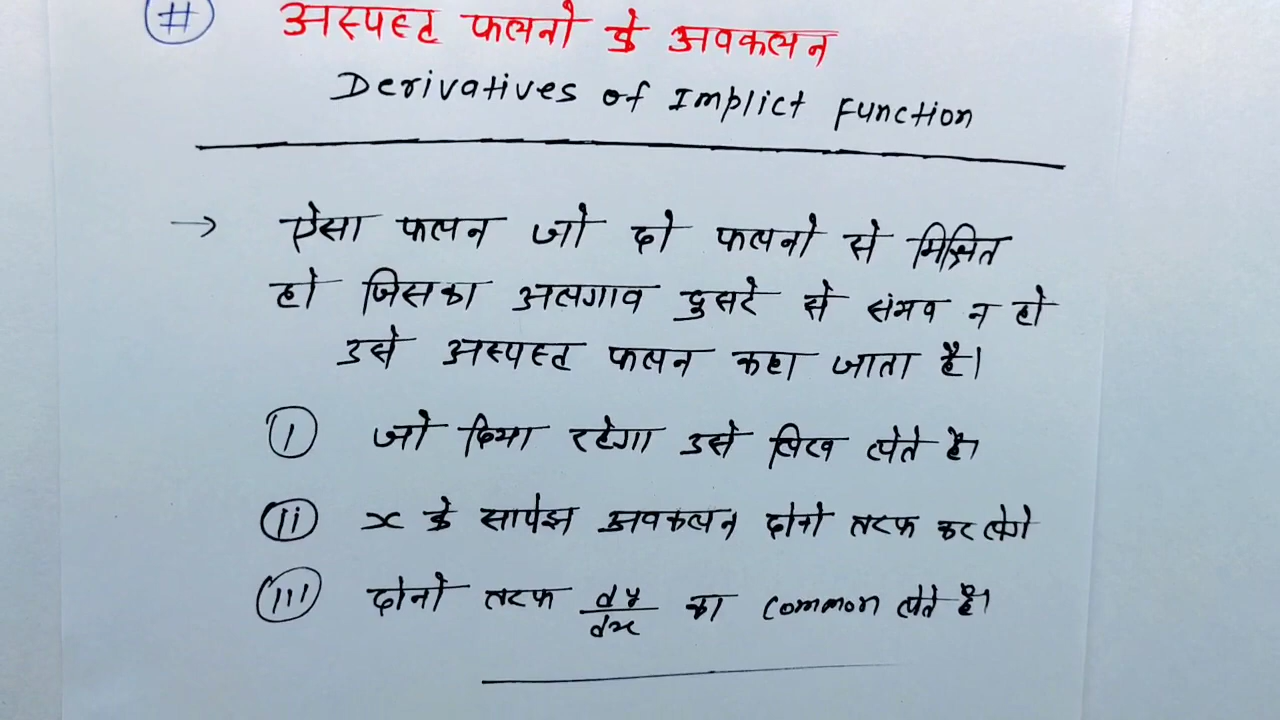 # अस्पष्ट फलनो के अवकलन
Derivatives of Implict Function
→ ऐसा फलन जो दो फलनो से मिश्रित
हो जिसका अलगाव दुसरे से संभव न हो
उसे अस्पष्ट फलन कहा जाता है।
(i) जो दिया रहेगा उसे लिख लेते है।
(ii) x के सापेक्ष अवकलन दोनो तरफ कर लेगे
(iii) दोनो तरफ dy/dx का common लेते है।